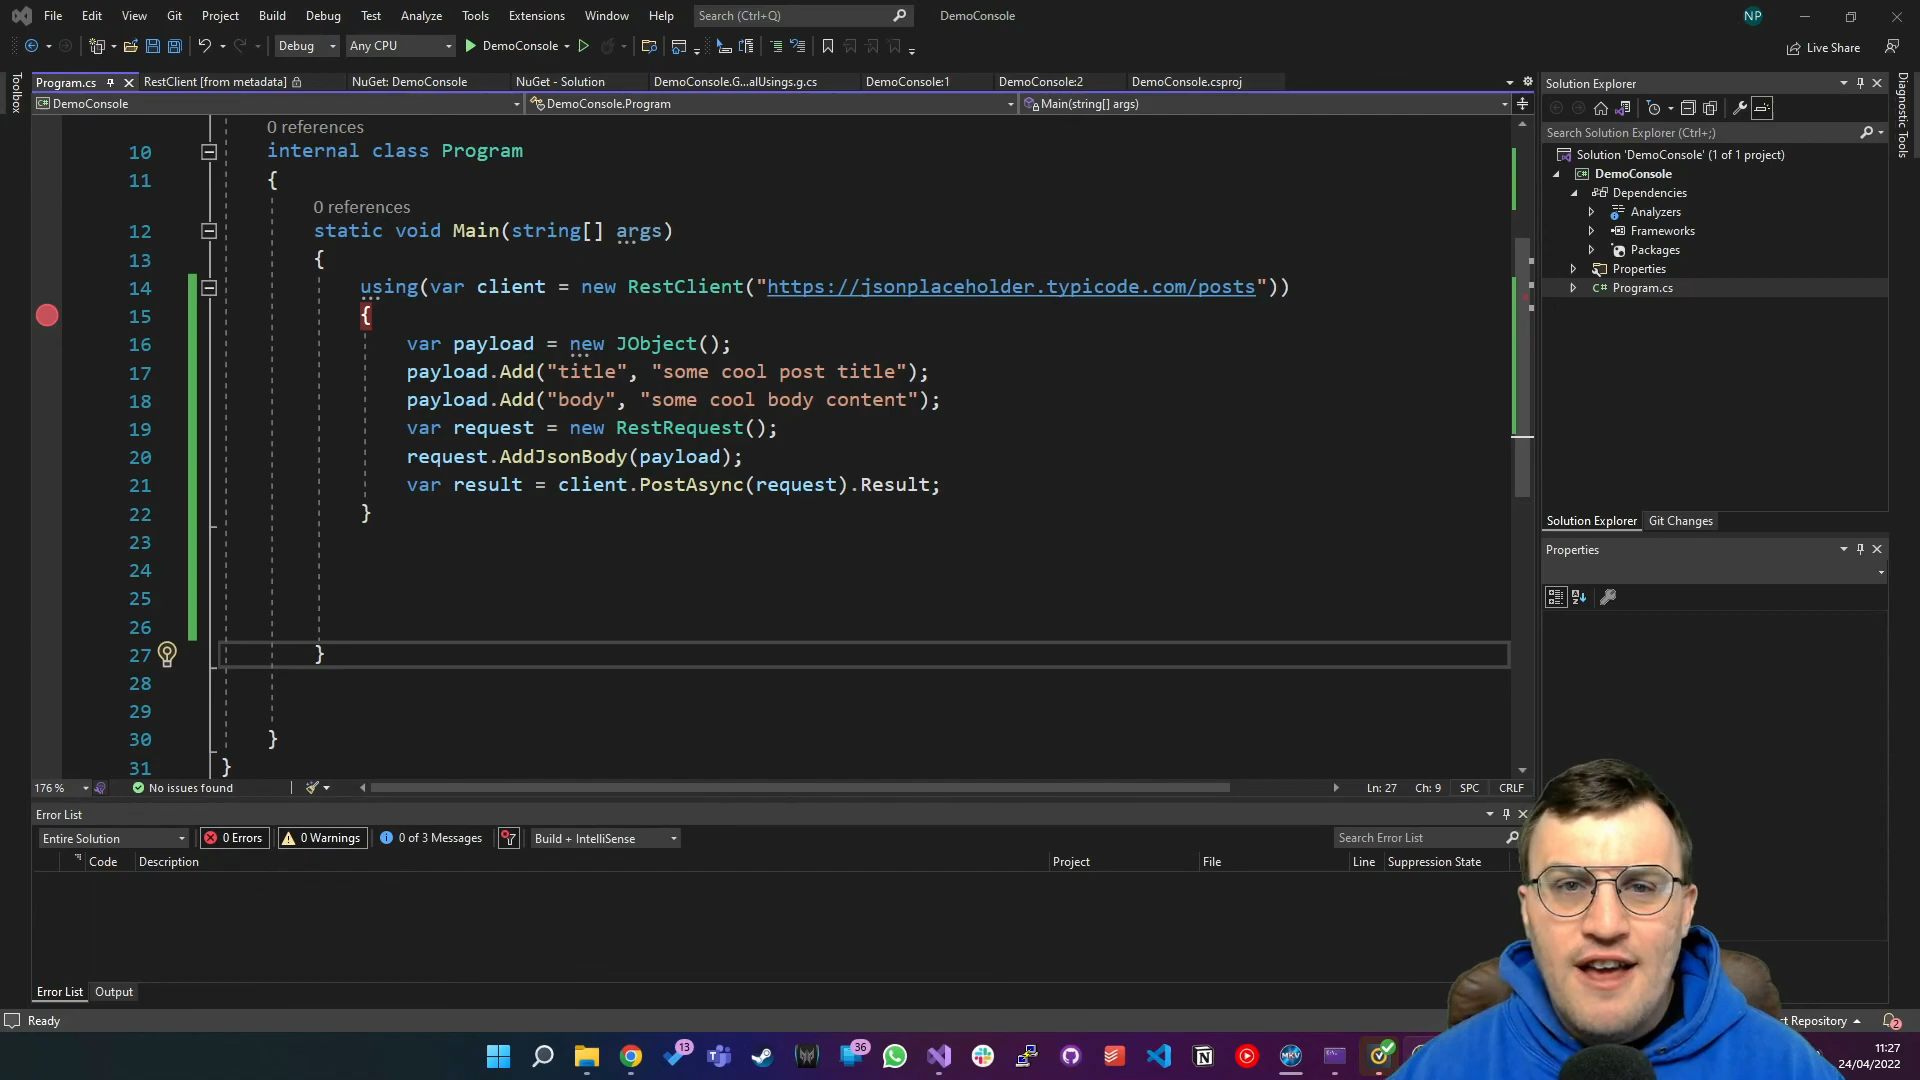 File Edit View Git Project Build Debug Test Analyze Tools Extensions Window Help Search (Ctrl+Q) DemoConsole NP
Debug Any CPU DemoConsole Live Share
Toolbox
Program.cs RestClient [from metadata] NuGet: DemoConsole NuGet - Solution DemoConsole.G...alUsings.g.cs DemoConsole:1 DemoConsole:2 DemoConsole.csproj
DemoConsole DemoConsole.Program Main(string[] args)
0 references
10 internal class Program
11 {
0 references
12 static void Main(string[] args)
13 {
14 using(var client = new RestClient("https://jsonplaceholder.typicode.com/posts"))
15 {
16 var payload = new JObject();
17 payload.Add("title", "some cool post title");
18 payload.Add("body", "some cool body content");
19 var request = new RestRequest();
20 request.AddJsonBody(payload);
21 var result = client.PostAsync(request).Result;
22 }
23
24
25
26
27 }
28
29
30 }
31 }
176 % No issues found Ln: 27 Ch: 9 SPC CRLF
Error List
Entire Solution 0 Errors 0 Warnings 0 of 3 Messages Build + IntelliSense Search Error List
Code Description Project File Line Suppression State
Error List Output
Solution Explorer
Search Solution Explorer (Ctrl+;)
Solution 'DemoConsole' (1 of 1 project)
DemoConsole
Dependencies
Analyzers
Frameworks
Packages
Properties
C# Program.cs
Solution Explorer Git Changes
Properties
Diagnostic Tools
Ready
t Repository 2
13 36
11:27
24/04/2022